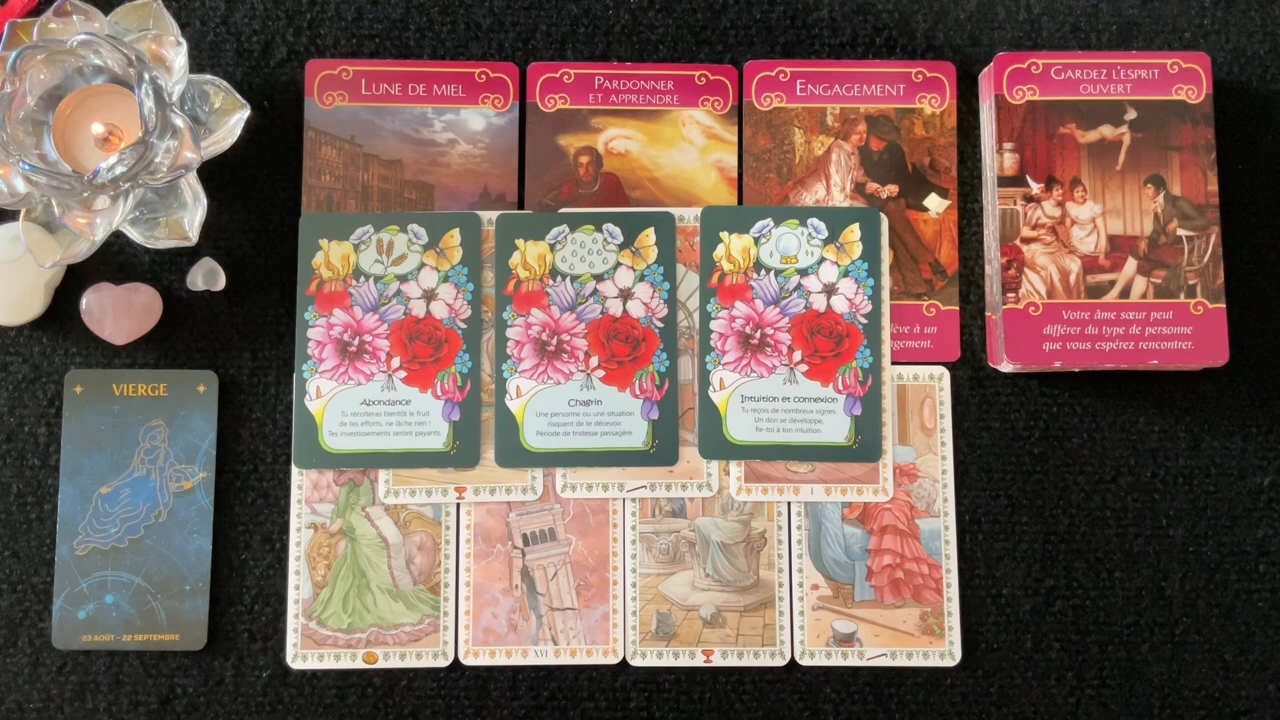 LUNE DE MIEL
PARDONNER
ET APPRENDRE
ENGAGEMENT
GARDEZ L'ESPRIT
OUVERT
Votre âme sœur peut
différer du type de personne
que vous espérez rencontrer.
lève à un
Abondance
Tu récolteras bientôt le fruit
de tes efforts, ne lâche rien !
Tes investissements seront payants.
Chagrin
Une personne ou une situation
risquent de te décevoir.
Période de tristesse passagère.
Intuition et connexion
Tu reçois de nombreux signes.
Un don se développe,
fie-toi à ton intuition.
VIERGE
23 AOÛT - 22 SEPTEMBRE
I
XVI